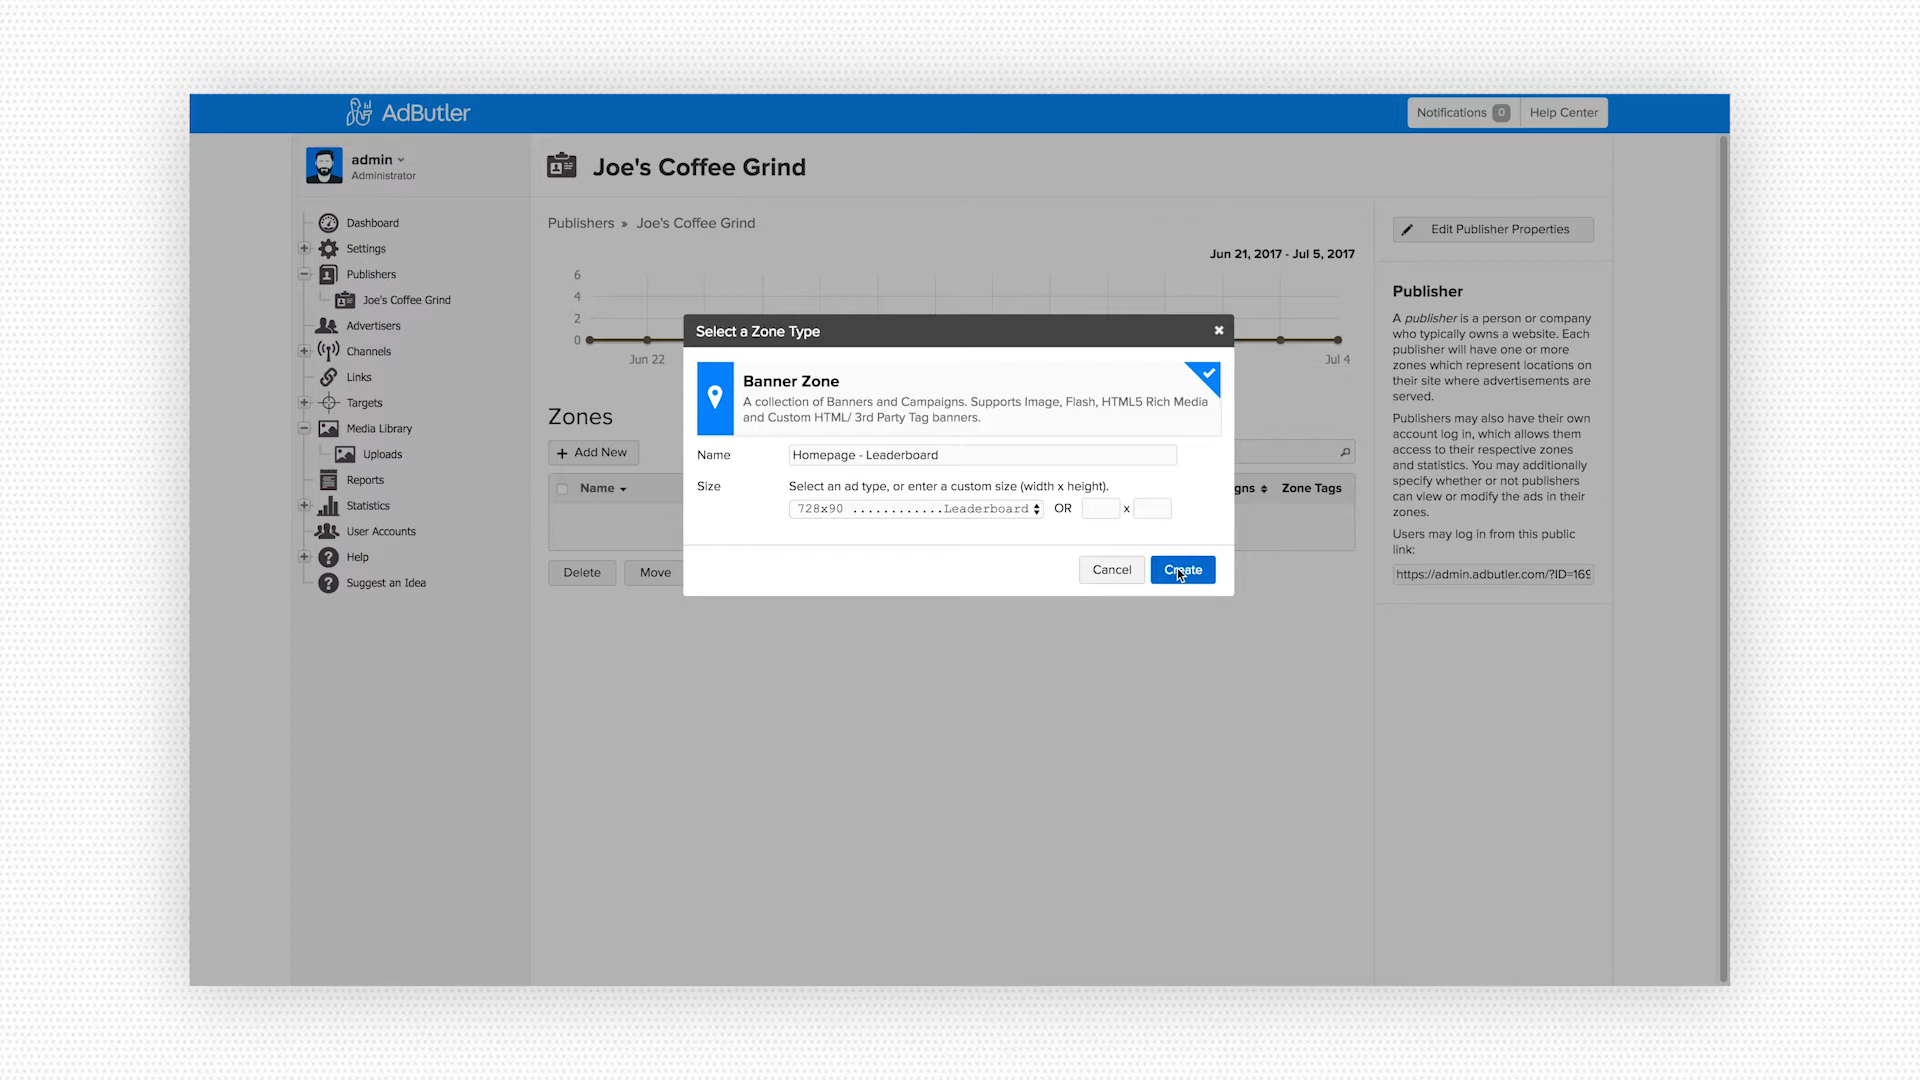 AdButler
Notifications 0
Help Center
admin
Administrator
Dashboard
Settings
Publishers
Joe's Coffee Grind
Advertisers
Channels
Links
Targets
Media Library
Uploads
Reports
Statistics
User Accounts
Help
Suggest an Idea
Joe's Coffee Grind
Publishers » Joe's Coffee Grind
Jun 21, 2017 - Jul 5, 2017
6
4
2
0
Jun 22
Jul 4
Zones
+ Add New
Name
gns
Zone Tags
Delete
Move
Select a Zone Type
Banner Zone
A collection of Banners and Campaigns. Supports Image, Flash, HTML5 Rich Media
and Custom HTML/ 3rd Party Tag banners.
Name
Homepage - Leaderboard
Size
Select an ad type, or enter a custom size (width x height).
728x90 ............Leaderboard
OR
x
Cancel
Create
Edit Publisher Properties
Publisher
A publisher is a person or company
who typically owns a website. Each
publisher will have one or more
zones which represent locations on
their site where advertisements are
served.
Publishers may also have their own
account log in, which allows them
access to their respective zones
and statistics. You may additionally
specify whether or not publishers
can view or modify the ads in their
zones.
Users may log in from this public
link:
https://admin.adbutler.com/?ID=169